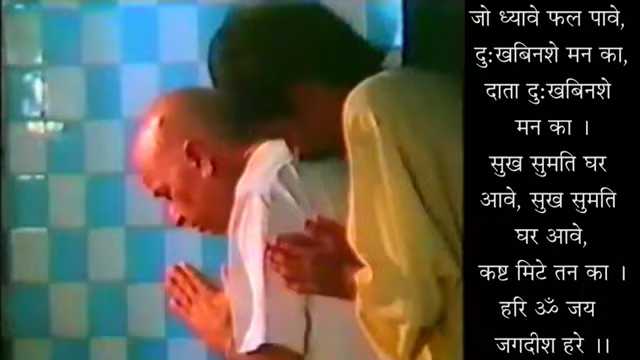 जो ध्यावे फल पावे,
दुःखबिनशे मन का,
दाता दुःखबिनशे
मन का ।
सुख सुमति घर
आवे, सुख सुमति
घर आवे,
कष्ट मिटे तन का ।
हरि ॐ जय
जगदीश हरे ।।